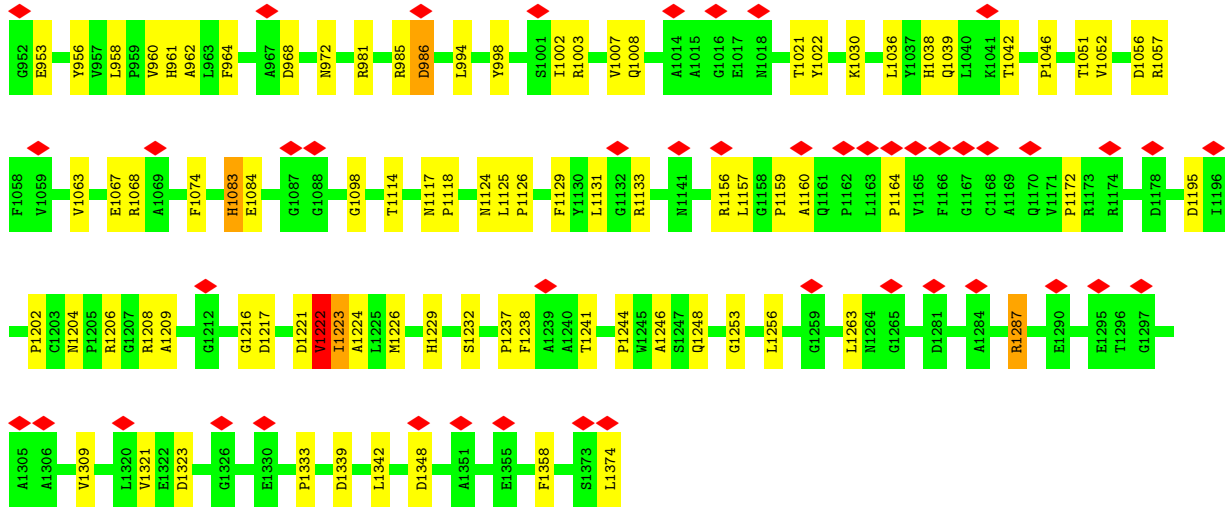 G952 E953 Y956 V957 L958 P959 V960 H961 A962 L963 F964 A967 D968 N972 R981 R985 D986 L994 Y998 S1001 I1002 R1003 V1007 Q1008 A1014 A1015 G1016 E1017 N1018 T1021 Y1022 K1030 L1036 Y1037 H1038 Q1039 L1040 K1041 T1042 P1046 T1051 V1052 D1056 R1057
F1058 V1059 V1063 E1067 R1068 A1069 F1074 H1083 E1084 G1087 G1088 G1098 T1114 N1117 P1118 N1124 L1125 P1126 F1129 Y1130 L1131 G1132 R1133 N1141 R1156 L1157 G1158 P1159 A1160 Q1161 P1162 L1163 P1164 V1165 F1166 G1167 C1168 A1169 Q1170 V1171 P1172 R1173 R1174 D1178 D1195 I1196
P1202 C1203 N1204 P1205 R1206 G1207 R1208 A1209 G1212 G1216 D1217 D1221 V1222 I1223 A1224 L1225 M1226 H1229 S1232 P1237 F1238 A1239 A1240 T1241 P1244 W1245 A1246 S1247 Q1248 G1253 L1256 G1259 L1263 N1264 G1265 D1281 A1284 R1287 E1290 E1295 T1296 G1297
A1305 A1306 V1309 L1320 V1321 E1322 D1323 G1326 E1330 P1333 D1339 L1342 D1348 A1351 E1355 F1358 S1373 L1374